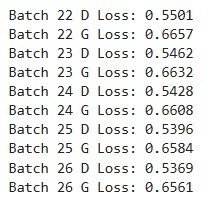 Batch 22 D Loss: 0.5501
Batch 22 G Loss: 0.6657
Batch 23 D Loss: 0.5462
Batch 23 G Loss: 0.6632
Batch 24 D Loss: 0.5428
Batch 24 G Loss: 0.6608
Batch 25 D Loss: 0.5396
Batch 25 G Loss: 0.6584
Batch 26 D Loss: 0.5369
Batch 26 G Loss: 0.6561